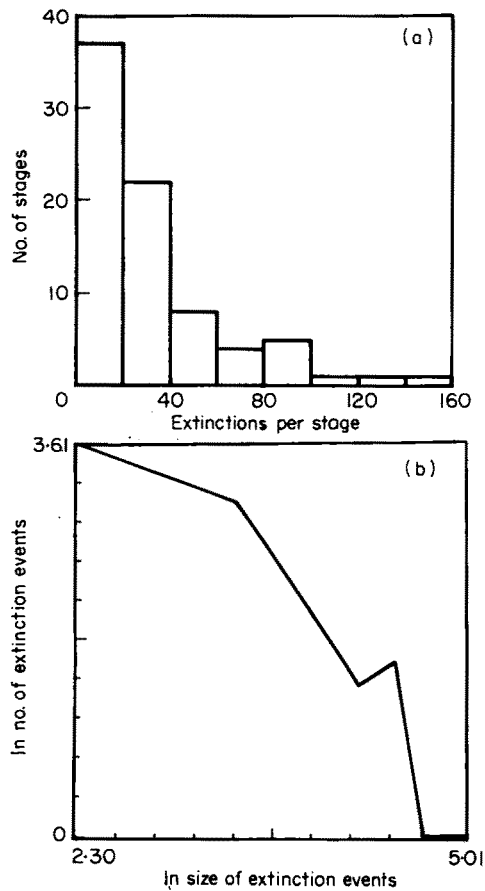 40
(a)
30
20
10
No. of stages
0 40 80 120 160
Extinctions per stage
3·61
(b)
ln no. of extinction events
0
2·30 5·01
ln size of extinction events